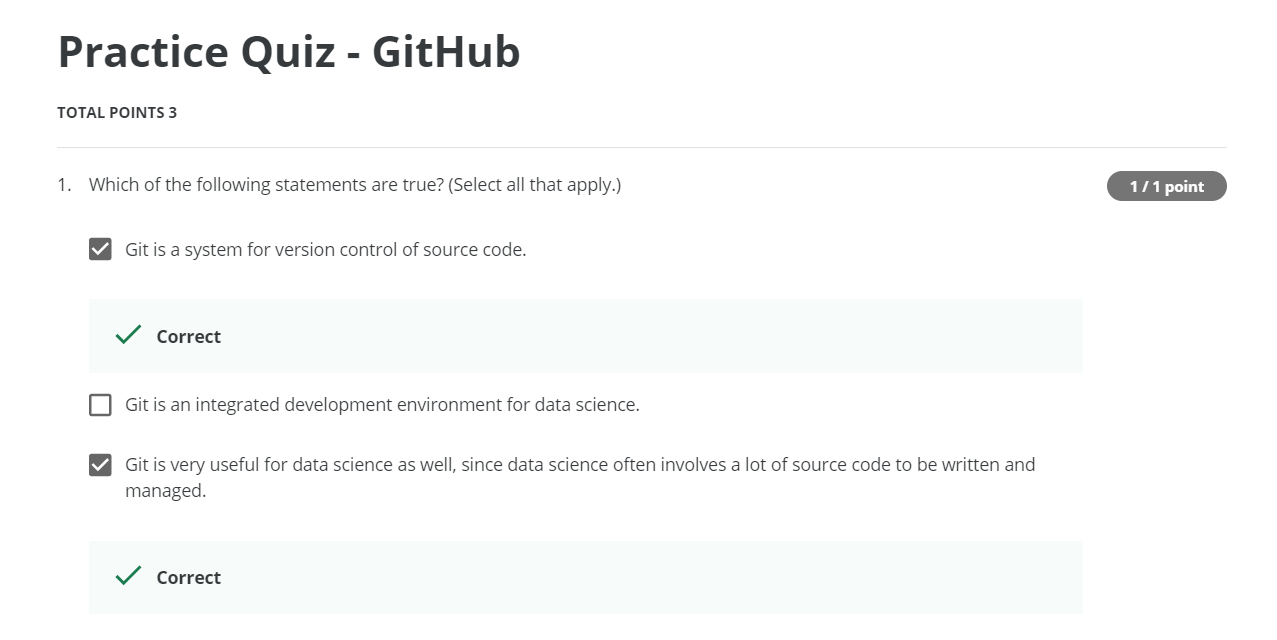 Practice Quiz - GitHub
TOTAL POINTS 3
1. Which of the following statements are true? (Select all that apply.)
1 / 1 point
Git is a system for version control of source code.
Correct
Git is an integrated development environment for data science.
Git is very useful for data science as well, since data science often involves a lot of source code to be written and
managed.
Correct